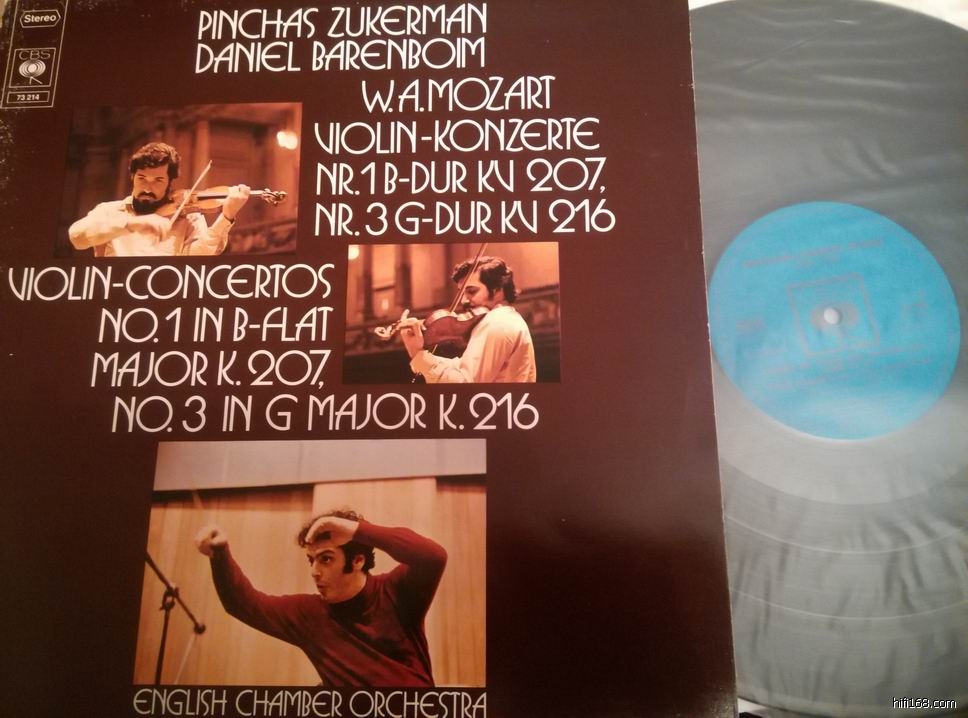 Stereo
CBS
73 214
PINCHAS ZUKERMAN
DANIEL BARENBOIM
W.A.MOZART
VIOLIN-KONZERTE
NR.1 B-DUR KV 207,
NR. 3 G-DUR KV 216
VIOLIN-CONCERTOS
NO. 1 IN B-FLAT
MAJOR K. 207,
NO. 3 IN G MAJOR K. 216
ENGLISH CHAMBER ORCHESTRA
hifi168.com